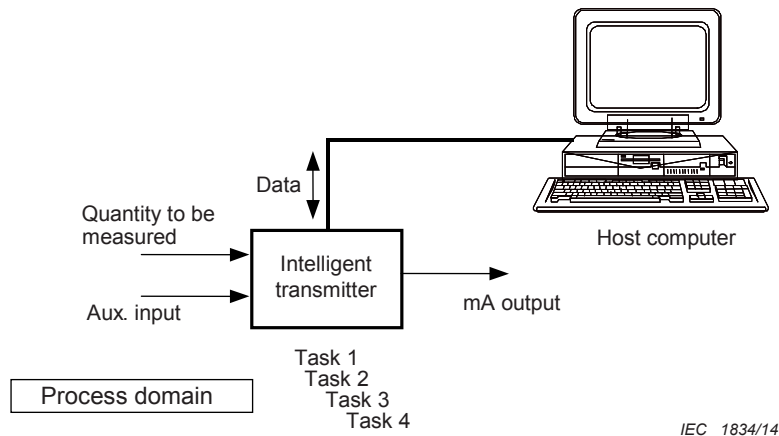 Data
Quantity to be
measured
Host computer
Intelligent
transmitter
mA output
Aux. input
Task 1
Task 2
Task 3
Task 4
Process domain
IEC 1834/14